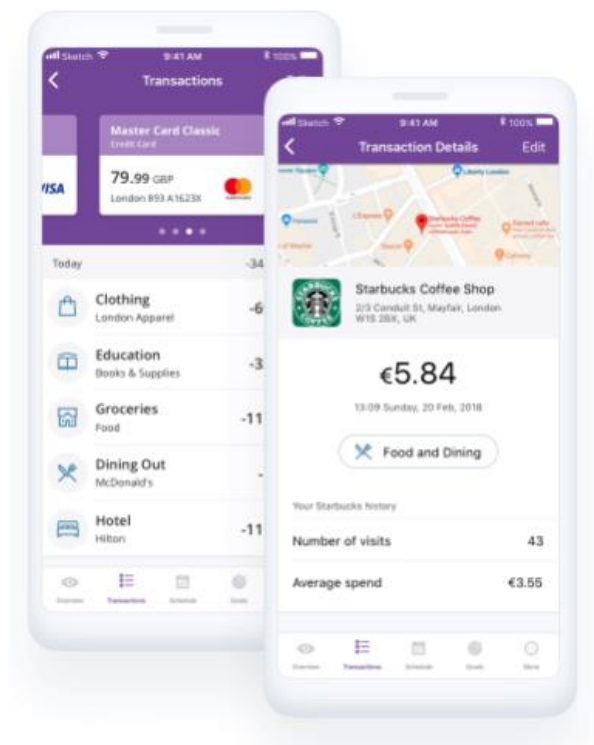 Sketch
9:41 AM
100%
Transactions
Master Card Classic
Credit Card
79.99 GBP
London 893 A1623X
VISA
Today
-34
Clothing
London Apparel
-6
Education
Books & Supplies
-3
Groceries
Food
-11
Dining Out
McDonald's
-
Hotel
Hilton
-11
Overview
Transactions
Schedule
Goals
Sketch
9:41 AM
100%
Transaction Details
Edit
Liberty London
Starbucks Coffee
Starbucks Coffee Shop
2/3 Conduit St, Mayfair, London
W1S 2BX, UK
€5.84
13:09 Sunday, 20 Feb, 2018
Food and Dining
Your Starbucks history
Number of visits
43
Average spend
€3.55
Overview
Transactions
Schedule
Goals
More